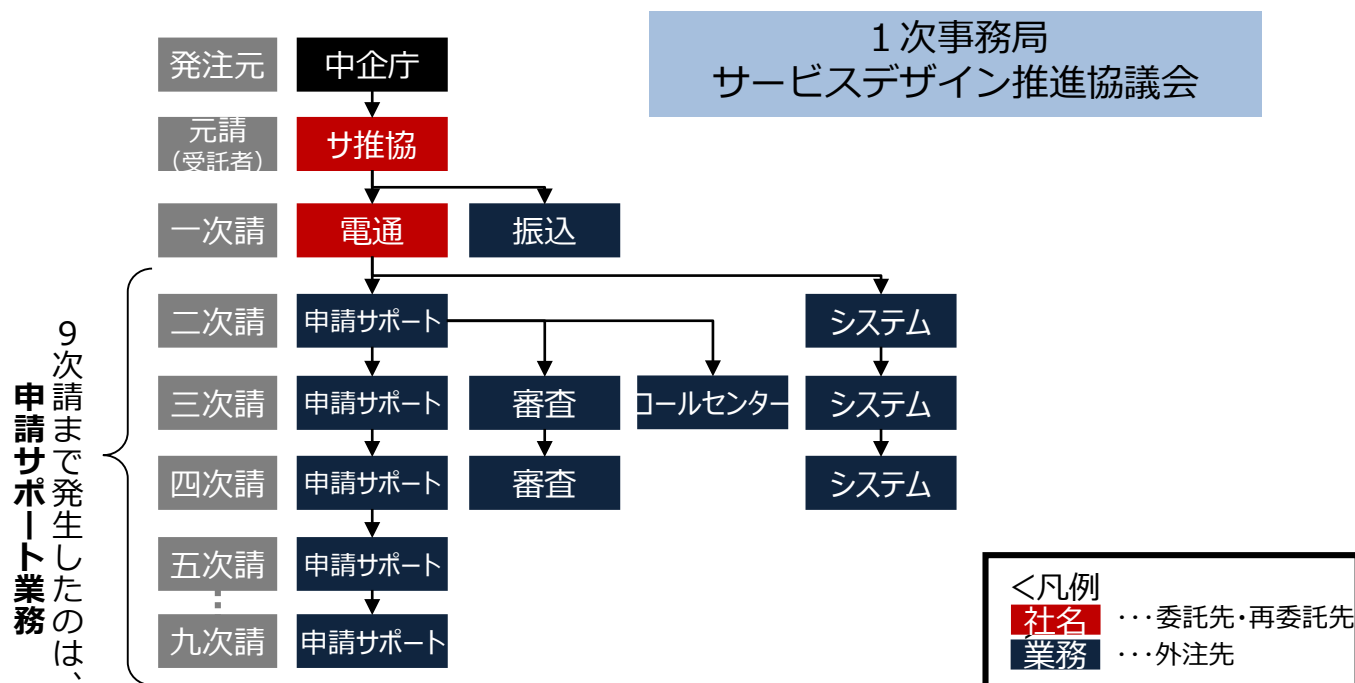 １次事務局
サービスデザイン推進協議会
発注元 中企庁
元請
（受託者）
サ推協
一次請 電通 振込
二次請 申請サポート システム
三次請 申請サポート 審査 コールセンター システム
四次請 申請サポート 審査 システム
五次請 申請サポート
九次請 申請サポート
９次請まで発生したのは、
申請サポート業務
＜凡例
社名 ･･･委託先･再委託先
業務 ･･･外注先